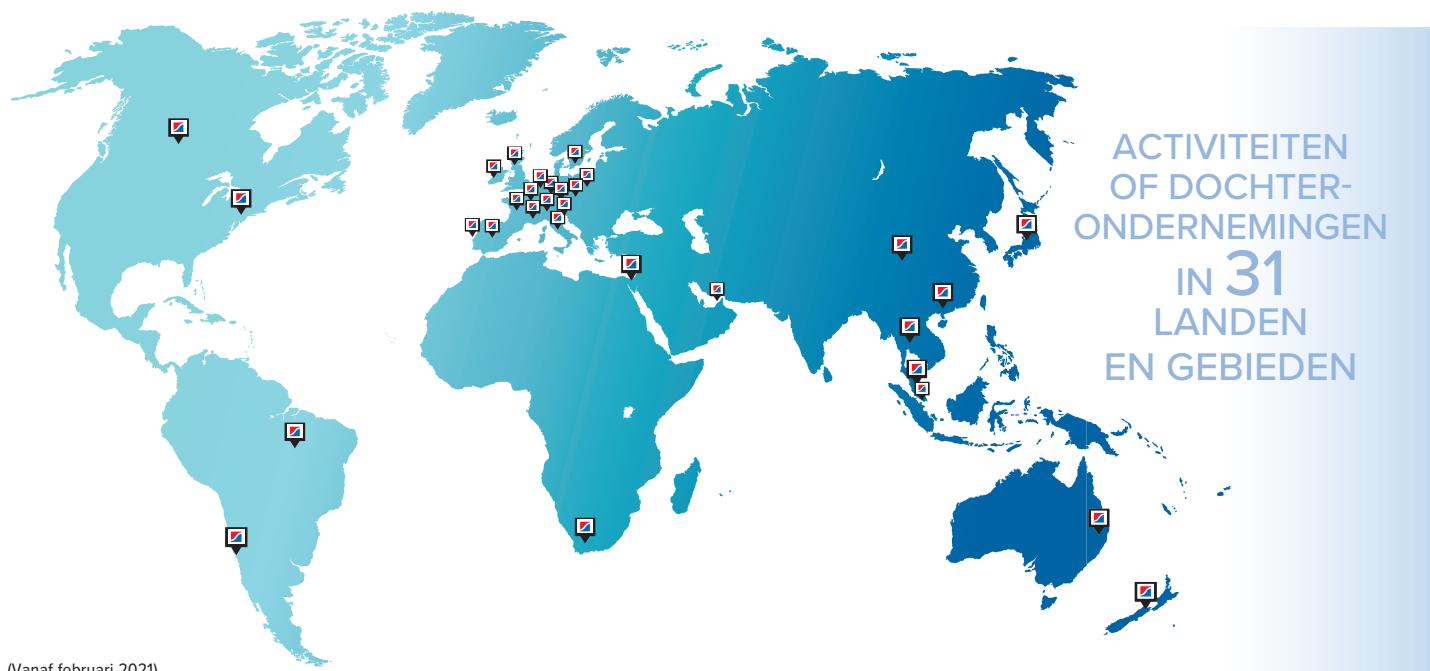 ACTIVITEITEN
OF DOCHTER-
ONDERNEMINGEN
IN 31
LANDEN
EN GEBIEDEN
(Vanaf februari 2021)